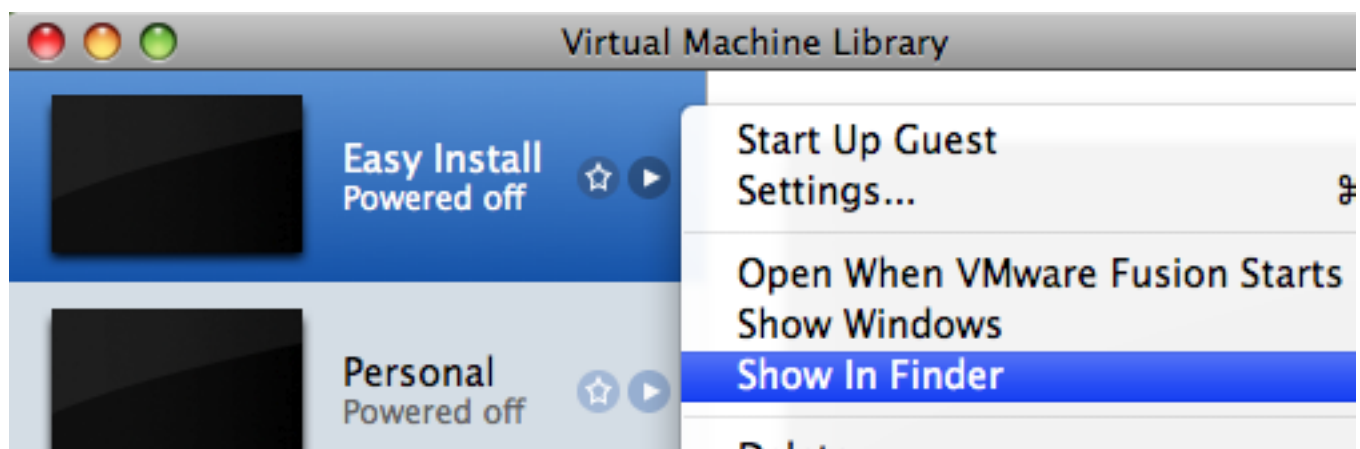 Virtual Machine Library
Easy Install
Powered off
Personal
Powered off
Start Up Guest
Settings... ⌘
Open When VMware Fusion Starts
Show Windows
Show In Finder